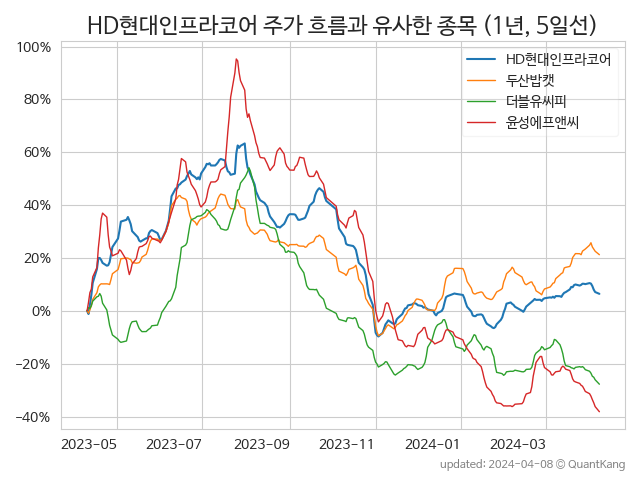 HD현대인프라코어 주가 흐름과 유사한 종목 (1년, 5일선)
100%
80%
60%
40%
20%
0%
−20%
−40%
HD현대인프라코어
두산밥캣
더블유씨피
윤성에프앤씨
2023-05
2023-07
2023-09
2023-11
2024-01
2024-03
updated: 2024-04-08 © QuantKang